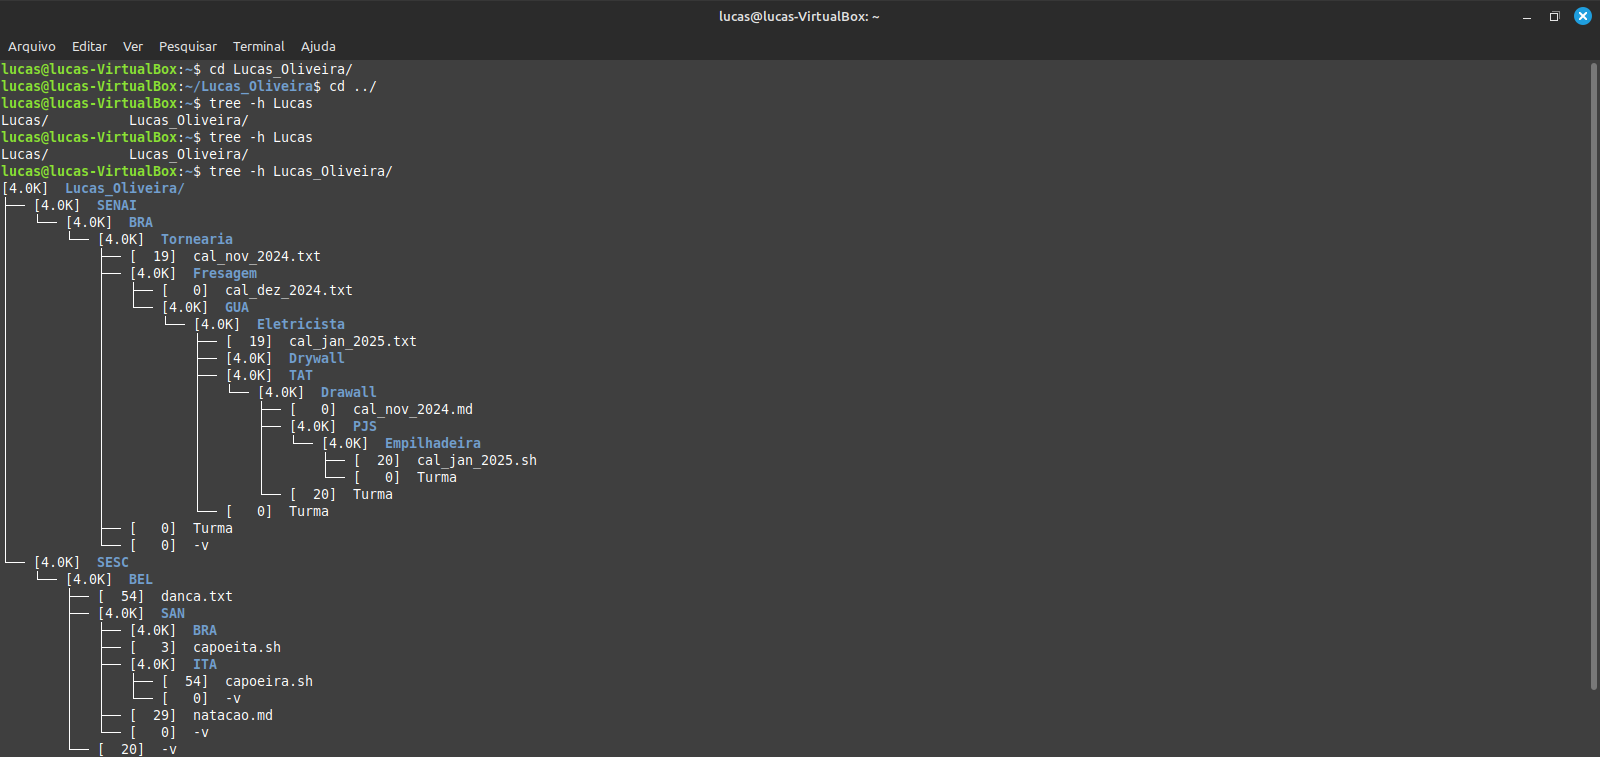 lucas@lucas-VirtualBox: ~
Arquivo Editar Ver Pesquisar Terminal Ajuda
lucas@lucas-VirtualBox:~$ cd Lucas_Oliveira/
lucas@lucas-VirtualBox:~/Lucas_Oliveira$ cd ../
lucas@lucas-VirtualBox:~$ tree -h Lucas
Lucas/          Lucas_Oliveira/
lucas@lucas-VirtualBox:~$ tree -h Lucas
Lucas/          Lucas_Oliveira/
lucas@lucas-VirtualBox:~$ tree -h Lucas_Oliveira/
[4.0K]  Lucas_Oliveira/
├── [4.0K]  SENAI
│   └── [4.0K]  BRA
│       └── [4.0K]  Tornearia
│           ├── [  19]  cal_nov_2024.txt
│           ├── [4.0K]  Fresagem
│           │   ├── [   0]  cal_dez_2024.txt
│           │   └── [4.0K]  GUA
│           │       └── [4.0K]  Eletricista
│           │           ├── [  19]  cal_jan_2025.txt
│           │           ├── [4.0K]  Drywall
│           │           ├── [4.0K]  TAT
│           │           │   └── [4.0K]  Drawall
│           │           │       ├── [   0]  cal_nov_2024.md
│           │           │       ├── [4.0K]  PJS
│           │           │       │   └── [4.0K]  Empilhadeira
│           │           │       │       ├── [  20]  cal_jan_2025.sh
│           │           │       │       └── [   0]  Turma
│           │           │       └── [  20]  Turma
│           │           └── [   0]  Turma
│           ├── [   0]  Turma
│           └── [   0]  -v
└── [4.0K]  SESC
    └── [4.0K]  BEL
        ├── [  54]  danca.txt
        ├── [4.0K]  SAN
        │   ├── [4.0K]  BRA
        │   ├── [   3]  capoeita.sh
        │   ├── [4.0K]  ITA
        │   │   ├── [  54]  capoeira.sh
        │   │   └── [   0]  -v
        │   ├── [  29]  natacao.md
        │   └── [   0]  -v
        └── [  20]  -v